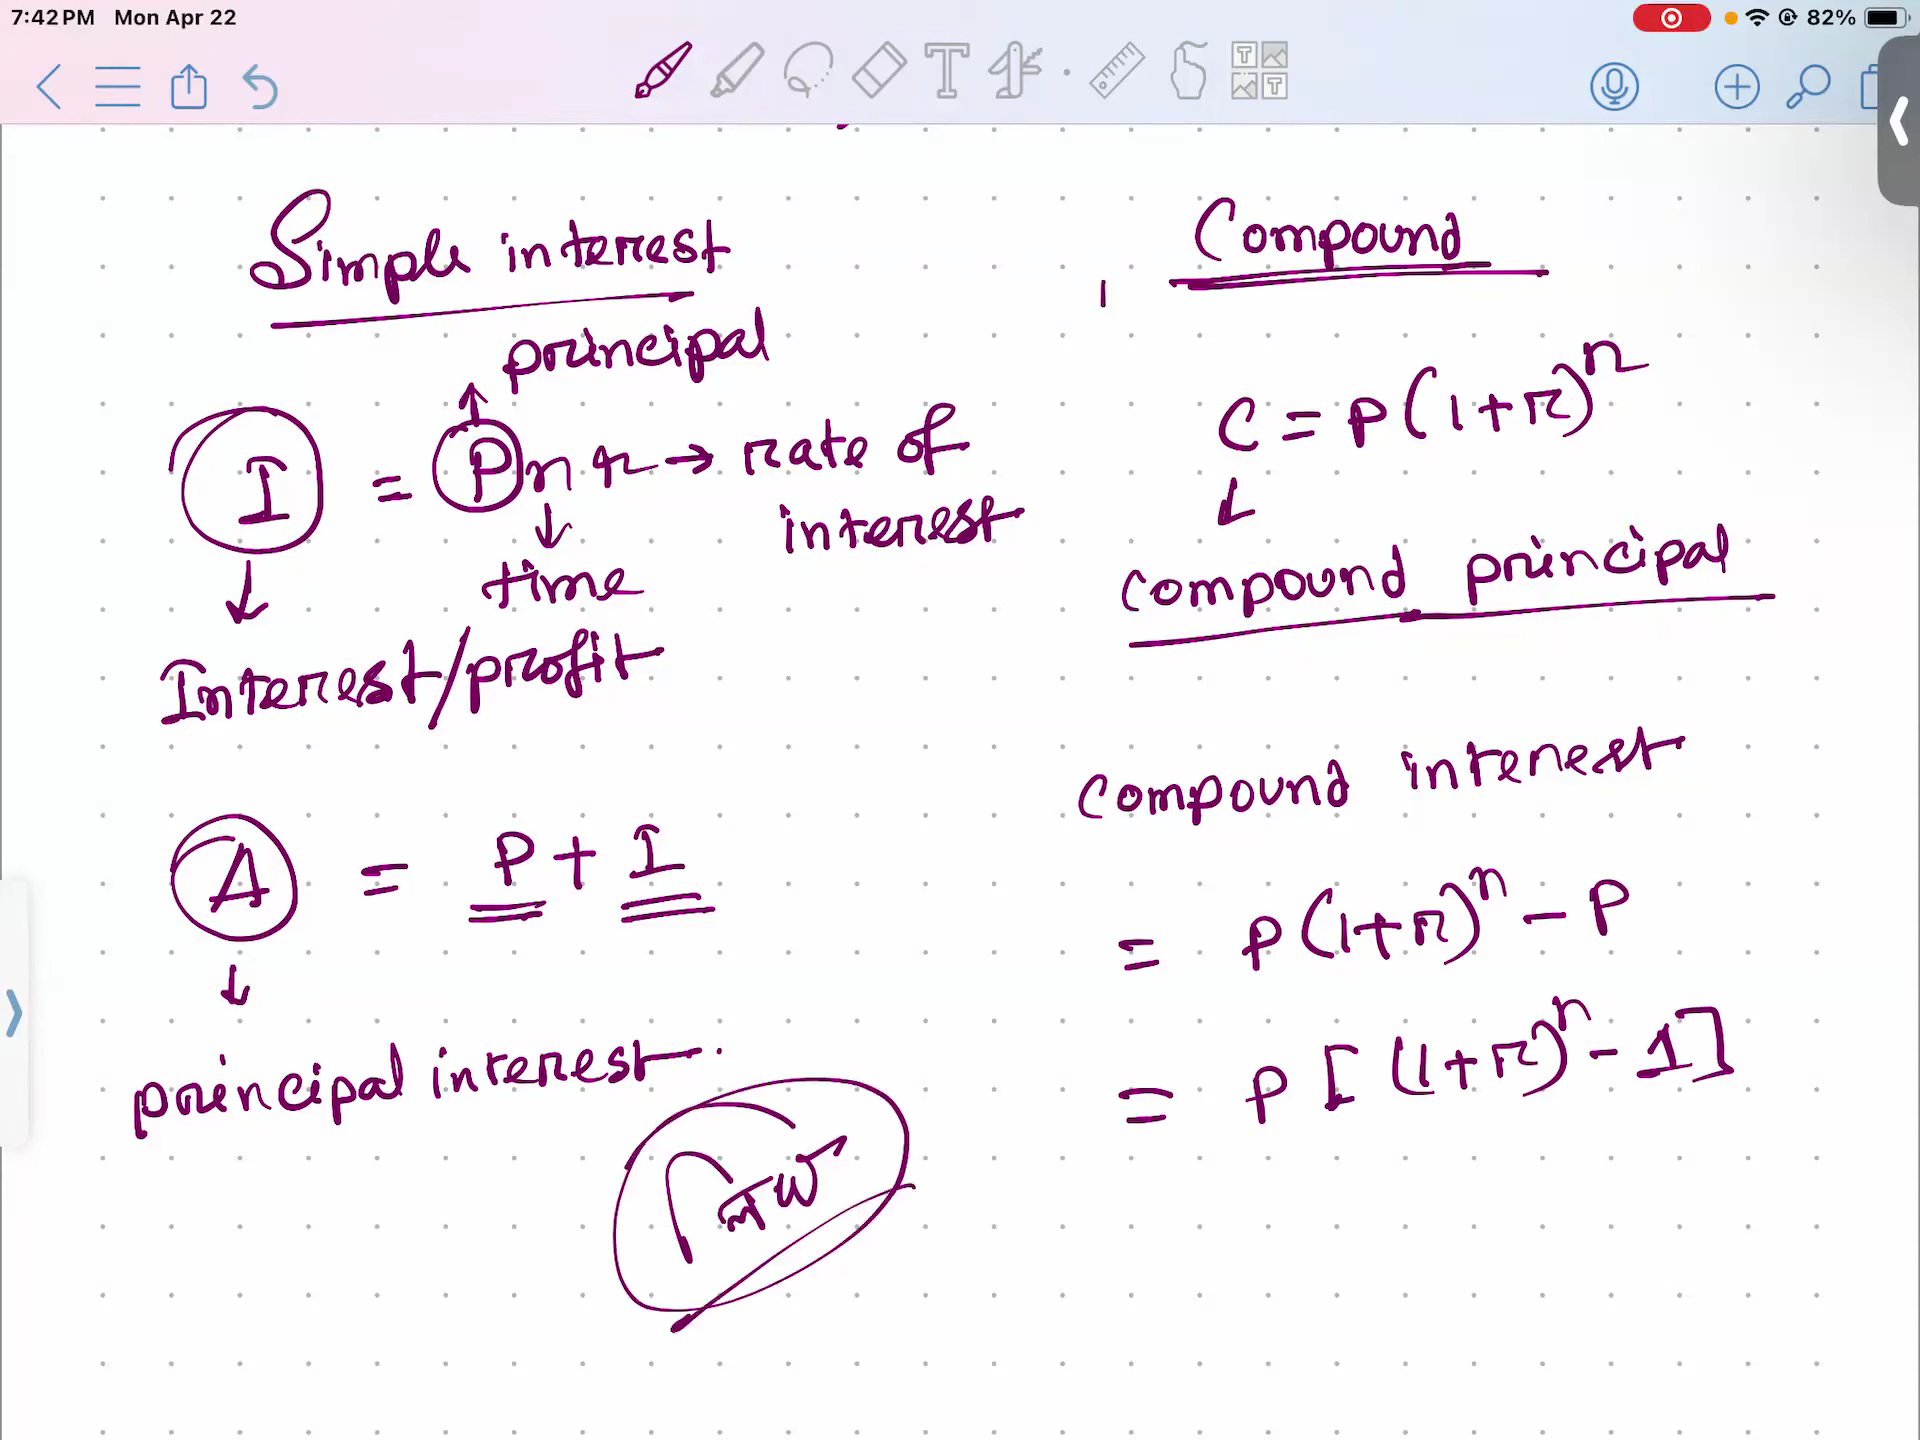 7:42 PM Mon Apr 22
82%
Simple interest
principal
I = Pnr → rate of
interest
time
Interest/profit
A = P + I
principal interest.
Compound
C = P(1+r)ⁿ
compound principal
compound interest
= P(1+r)ⁿ - P
= P[(1+r)ⁿ - 1]